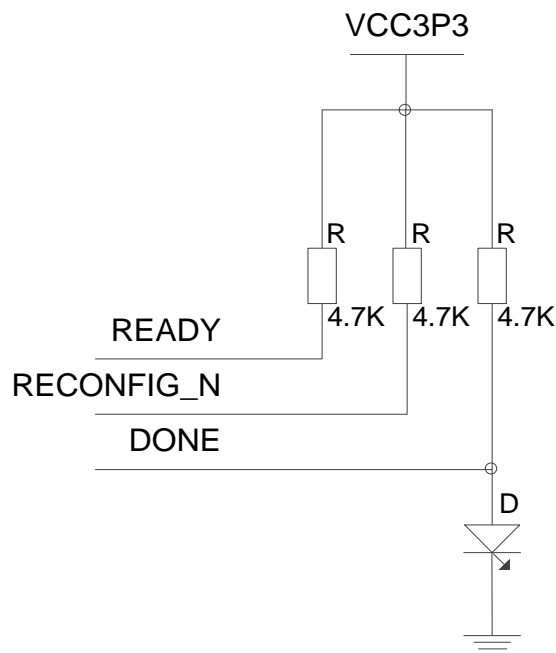 VCC3P3
R R R
4.7K 4.7K 4.7K
READY
RECONFIG_N
DONE
D